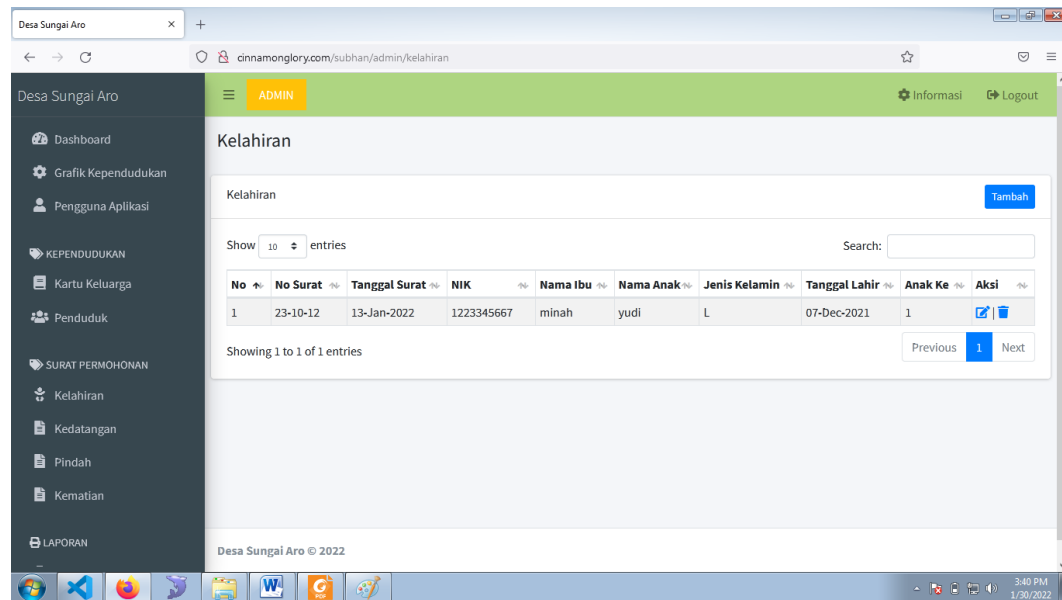 Desa Sungai Aro
cinnamonglory.com/subhan/admin/kelahiran
Desa Sungai Aro
ADMIN
Informasi
Logout
Dashboard
Grafik Kependudukan
Pengguna Aplikasi
KEPENDUDUKAN
Kartu Keluarga
Penduduk
SURAT PERMOHONAN
Kelahiran
Kedatangan
Pindah
Kematian
LAPORAN
Kelahiran
Kelahiran
Tambah
Show 10 entries
Search:
No No Surat Tanggal Surat NIK Nama Ibu Nama Anak Jenis Kelamin Tanggal Lahir Anak Ke Aksi
1 23-10-12 13-Jan-2022 1223345667 minah yudi L 07-Dec-2021 1 |
Showing 1 to 1 of 1 entries
Previous 1 Next
Desa Sungai Aro © 2022
W
G
PDF
3:40 PM
1/30/2022